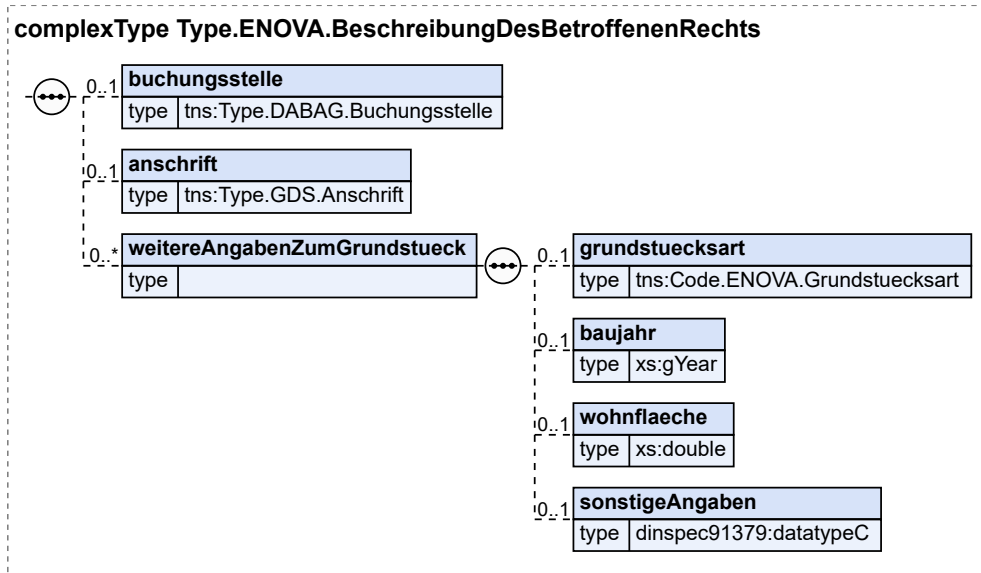 complexType Type.ENOVA.BeschreibungDesBetroffenenRechts
0..1 buchungsstelle
type tns:Type.DABAG.Buchungsstelle
0..1 anschrift
type tns:Type.GDS.Anschrift
0..* weitereAngabenZumGrundstueck
type
0..1 grundstuecksart
type tns:Code.ENOVA.Grundstuecksart
0..1 baujahr
type xs:gYear
0..1 wohnflaeche
type xs:double
0..1 sonstigeAngaben
type dinspec91379:datatypeC